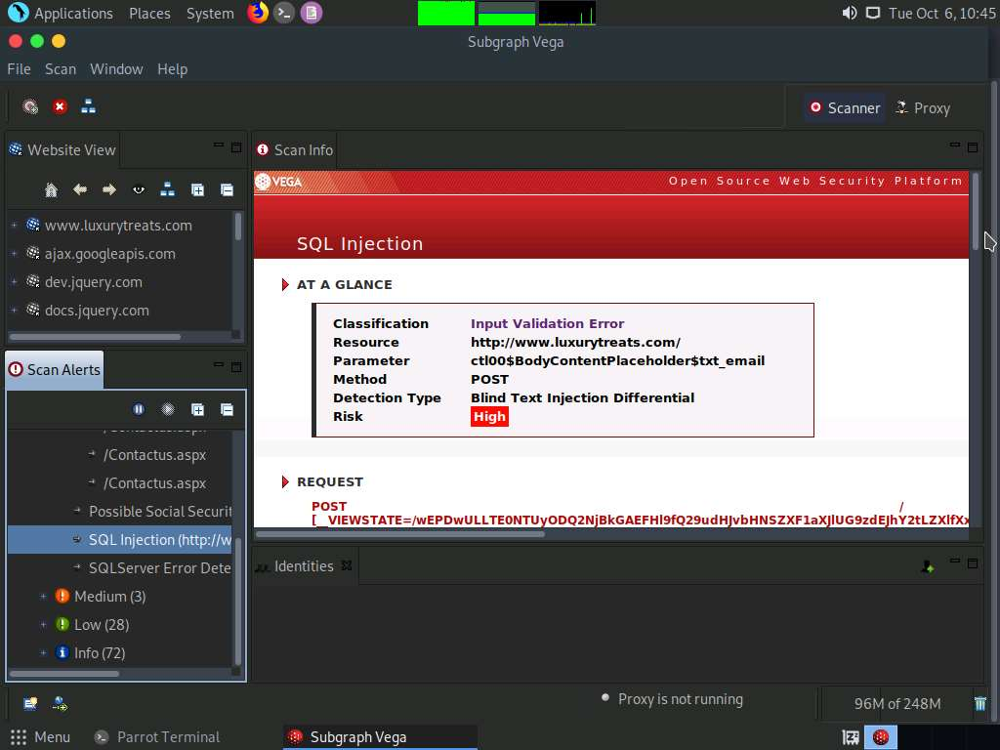 Applications Places System Tue Oct 6, 10:45
Subgraph Vega
File Scan Window Help
Scanner Proxy
Website View
Scan Info
VEGA Open Source Web Security Platform
www.luxurytreats.com
ajax.googleapis.com
dev.jquery.com
docs.jquery.com
SQL Injection
AT A GLANCE
Classification Input Validation Error
Resource http://www.luxurytreats.com/
Parameter ctl00$BodyContentPlaceholder$txt_email
Method POST
Detection Type Blind Text Injection Differential
Risk High
REQUEST
POST /
[__VIEWSTATE=/wEPDwULLTE0NTUyODQ2NjBkGAEFHl9fQ29udHJvbHNSZXF1aXJlUG9zdEJhY2tLZXlfXx
Scan Alerts
/Contactus.aspx
/Contactus.aspx
/Contactus.aspx
Possible Social Securit
SQL Injection (http://w
SQLServer Error Dete
Medium (3)
Low (28)
Info (72)
Identities
Proxy is not running
96M of 248M
Menu Parrot Terminal Subgraph Vega